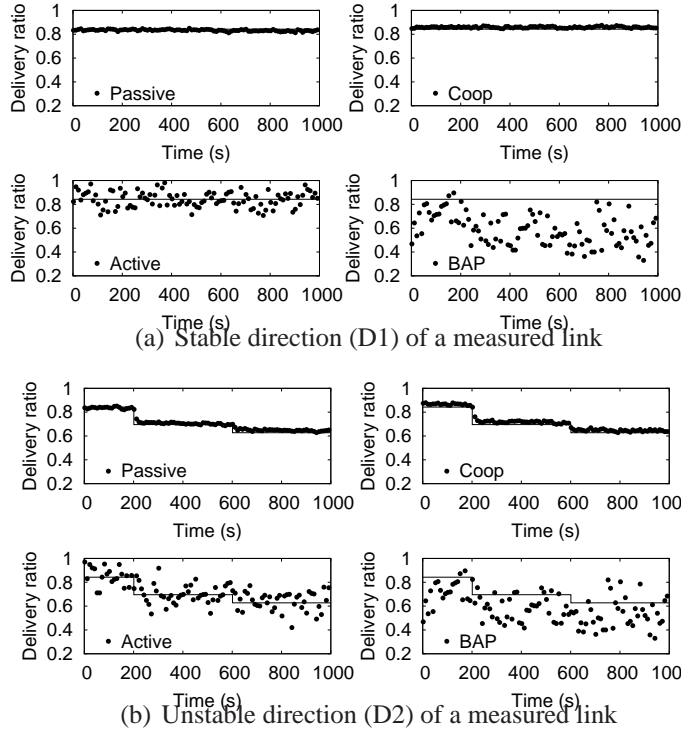 Delivery ratio
1
0.8
0.6
0.4
0.2
Passive
0 200 400 600 800 1000
Time (s)
Delivery ratio
1
0.8
0.6
0.4
0.2
Coop
0 200 400 600 800 1000
Time (s)
Delivery ratio
1
0.8
0.6
0.4
0.2
Active
0 200 400 600 800 1000
Time (s)
Delivery ratio
1
0.8
0.6
0.4
0.2
BAP
0 200 400 600 800 1000
Time (s)
(a) Stable direction (D1) of a measured link
Delivery ratio
1
0.8
0.6
0.4
0.2
Passive
0 200 400 600 800 1000
Time (s)
Delivery ratio
1
0.8
0.6
0.4
0.2
Coop
0 200 400 600 800 1000
Time (s)
Delivery ratio
1
0.8
0.6
0.4
0.2
Active
0 200 400 600 800 1000
Time (s)
Delivery ratio
1
0.8
0.6
0.4
0.2
BAP
0 200 400 600 800 1000
Time (s)
(b) Unstable direction (D2) of a measured link